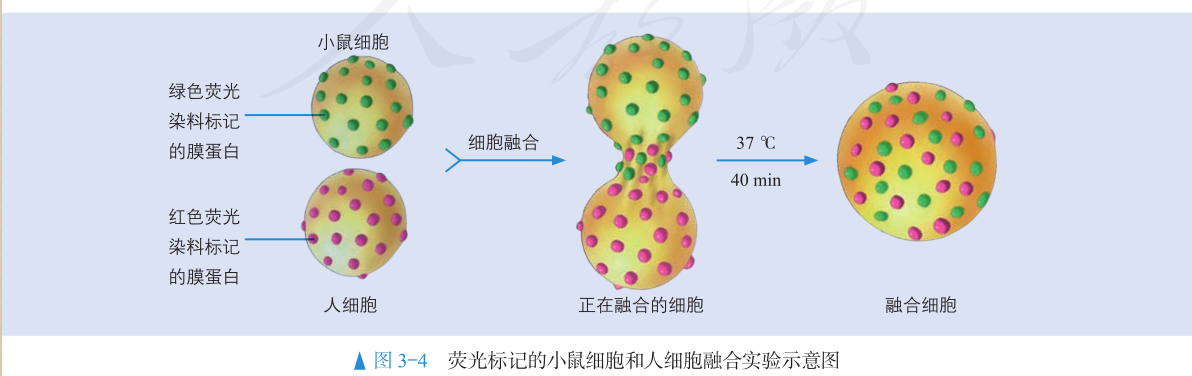 小鼠细胞
绿色荧光
染料标记
的膜蛋白
细胞融合
37 ℃
40 min
红色荧光
染料标记
的膜蛋白
人细胞
正在融合的细胞
融合细胞
▲ 图 3-4 荧光标记的小鼠细胞和人细胞融合实验示意图